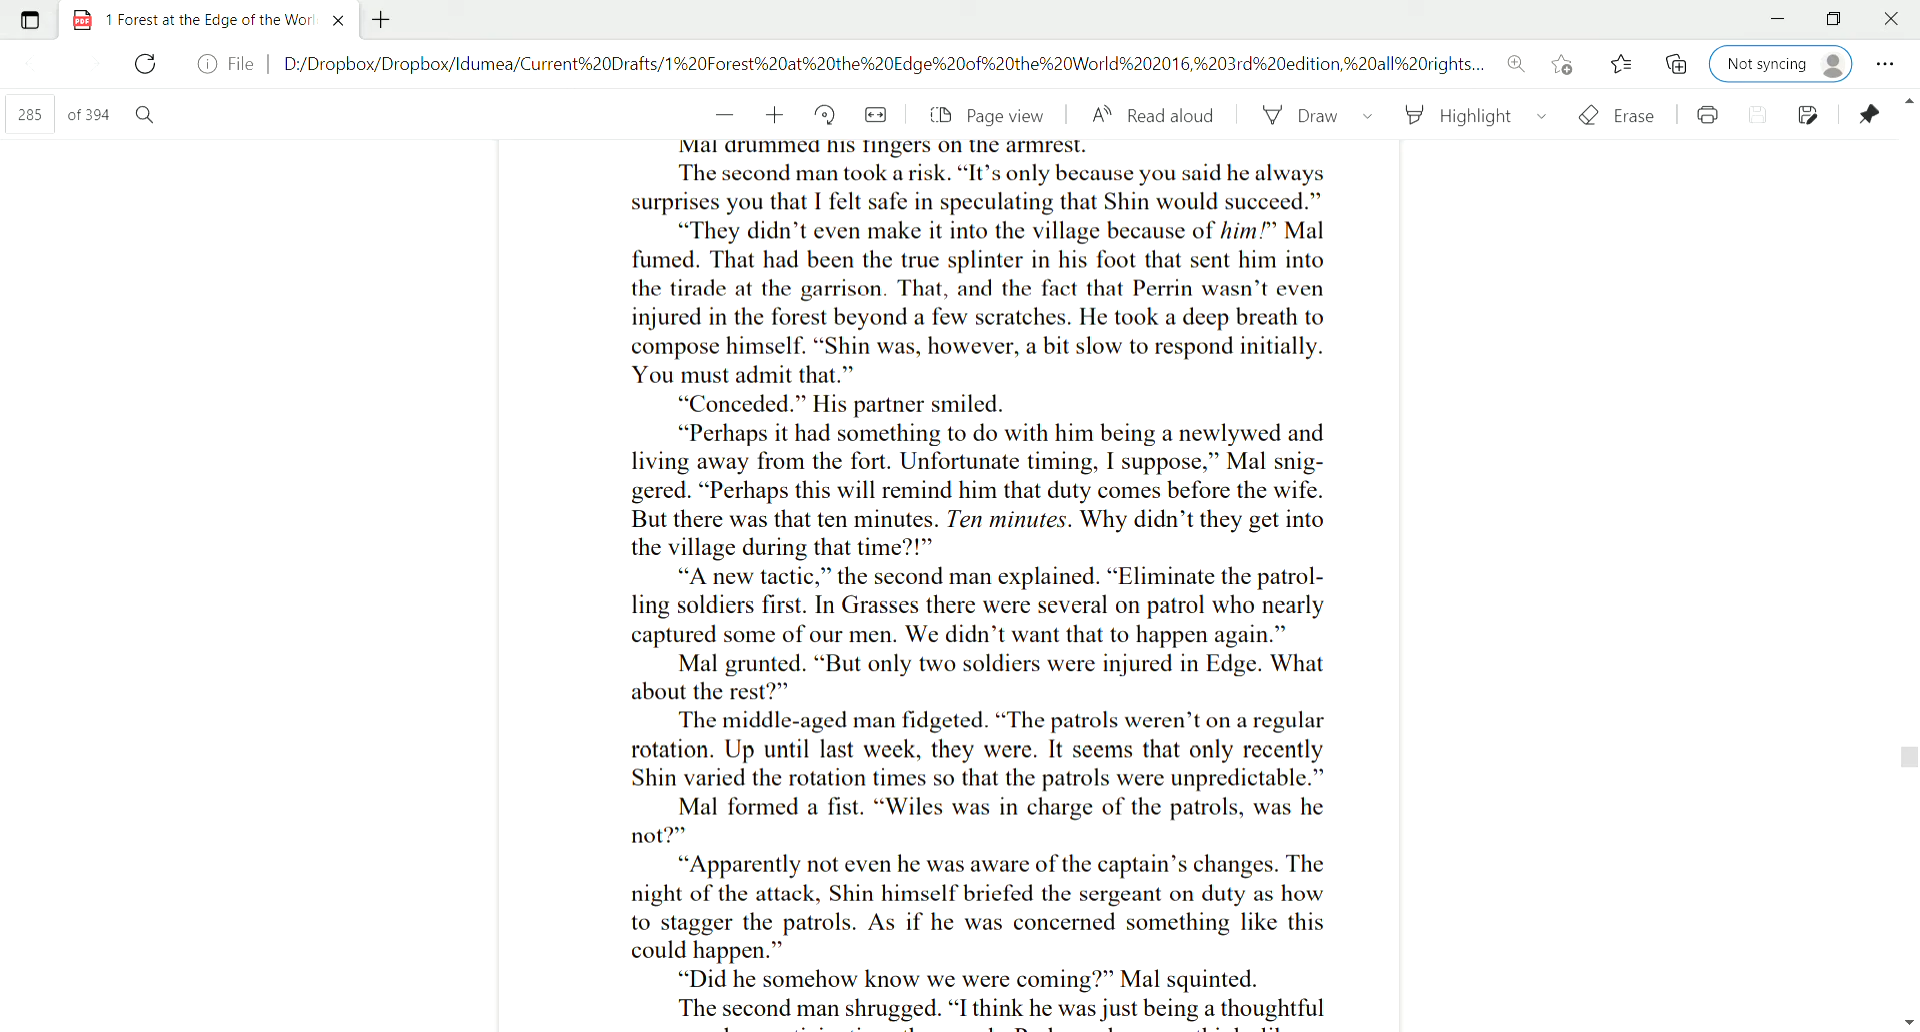 1 Forest at the Edge of the Worl
File
D:/Dropbox/Dropbox/Idumea/Current%20Drafts/1%20Forest%20at%20the%20Edge%20of%20the%20World%202016,%203rd%20edition,%20all%20rights...
Not syncing
285 of 394
Page view
Read aloud
Draw
Highlight
Erase
Mal drummed his fingers on the armrest.
The second man took a risk. “It’s only because you said he always
surprises you that I felt safe in speculating that Shin would succeed.”
“They didn’t even make it into the village because of him!” Mal
fumed. That had been the true splinter in his foot that sent him into
the tirade at the garrison. That, and the fact that Perrin wasn’t even
injured in the forest beyond a few scratches. He took a deep breath to
compose himself. “Shin was, however, a bit slow to respond initially.
You must admit that.”
“Conceded.” His partner smiled.
“Perhaps it had something to do with him being a newlywed and
living away from the fort. Unfortunate timing, I suppose,” Mal snig-
gered. “Perhaps this will remind him that duty comes before the wife.
But there was that ten minutes. Ten minutes. Why didn’t they get into
the village during that time?!”
“A new tactic,” the second man explained. “Eliminate the patrol-
ling soldiers first. In Grasses there were several on patrol who nearly
captured some of our men. We didn’t want that to happen again.”
Mal grunted. “But only two soldiers were injured in Edge. What
about the rest?”
The middle-aged man fidgeted. “The patrols weren’t on a regular
rotation. Up until last week, they were. It seems that only recently
Shin varied the rotation times so that the patrols were unpredictable.”
Mal formed a fist. “Wiles was in charge of the patrols, was he
not?”
“Apparently not even he was aware of the captain’s changes. The
night of the attack, Shin himself briefed the sergeant on duty as how
to stagger the patrols. As if he was concerned something like this
could happen.”
“Did he somehow know we were coming?” Mal squinted.
The second man shrugged. “I think he was just being a thoughtful